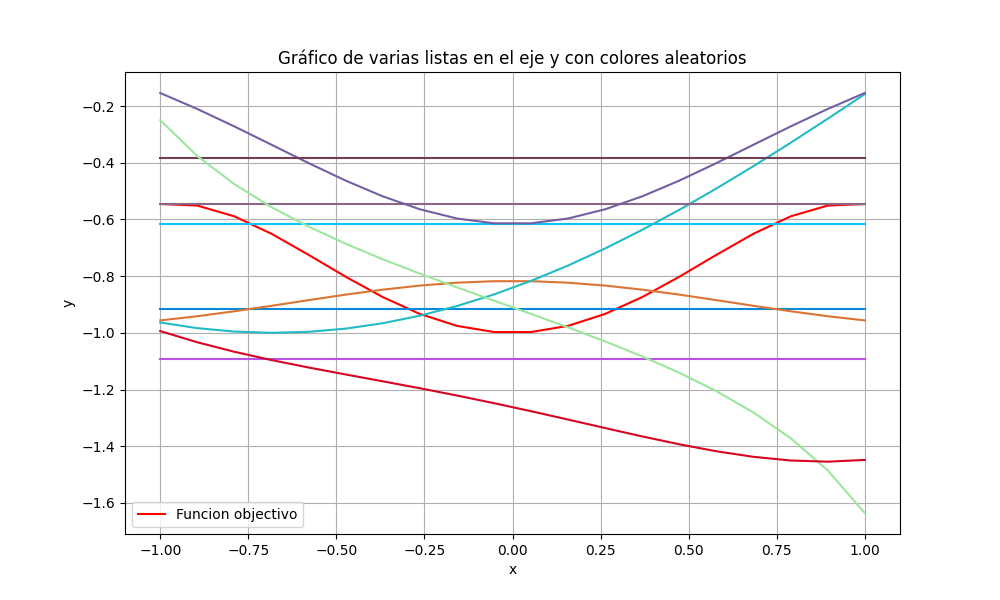 Gráfico de varias listas en el eje y con colores aleatorios
y
−0.2
−0.4
−0.6
−0.8
−1.0
−1.2
−1.4
−1.6
Funcion objectivo
−1.00 −0.75 −0.50 −0.25 0.00 0.25 0.50 0.75 1.00
x